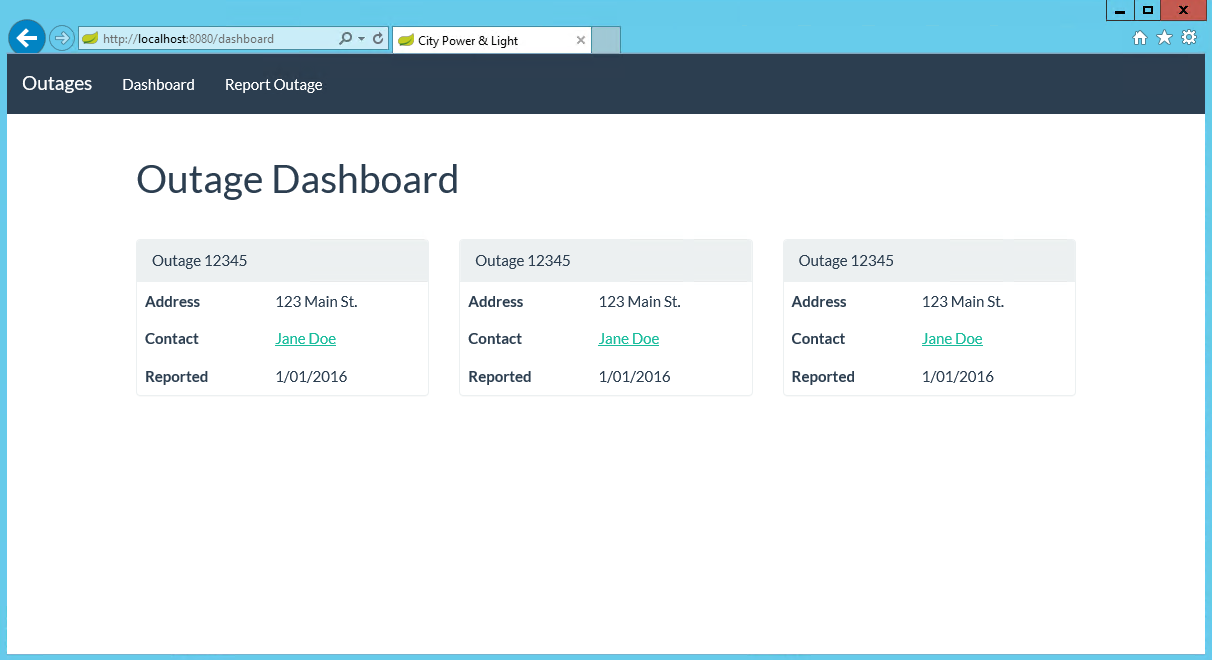 http://localhost:8080/dashboard
City Power & Light
Outages Dashboard Report Outage
Outage Dashboard
Outage 12345
Address 123 Main St.
Contact Jane Doe
Reported 1/01/2016
Outage 12345
Address 123 Main St.
Contact Jane Doe
Reported 1/01/2016
Outage 12345
Address 123 Main St.
Contact Jane Doe
Reported 1/01/2016